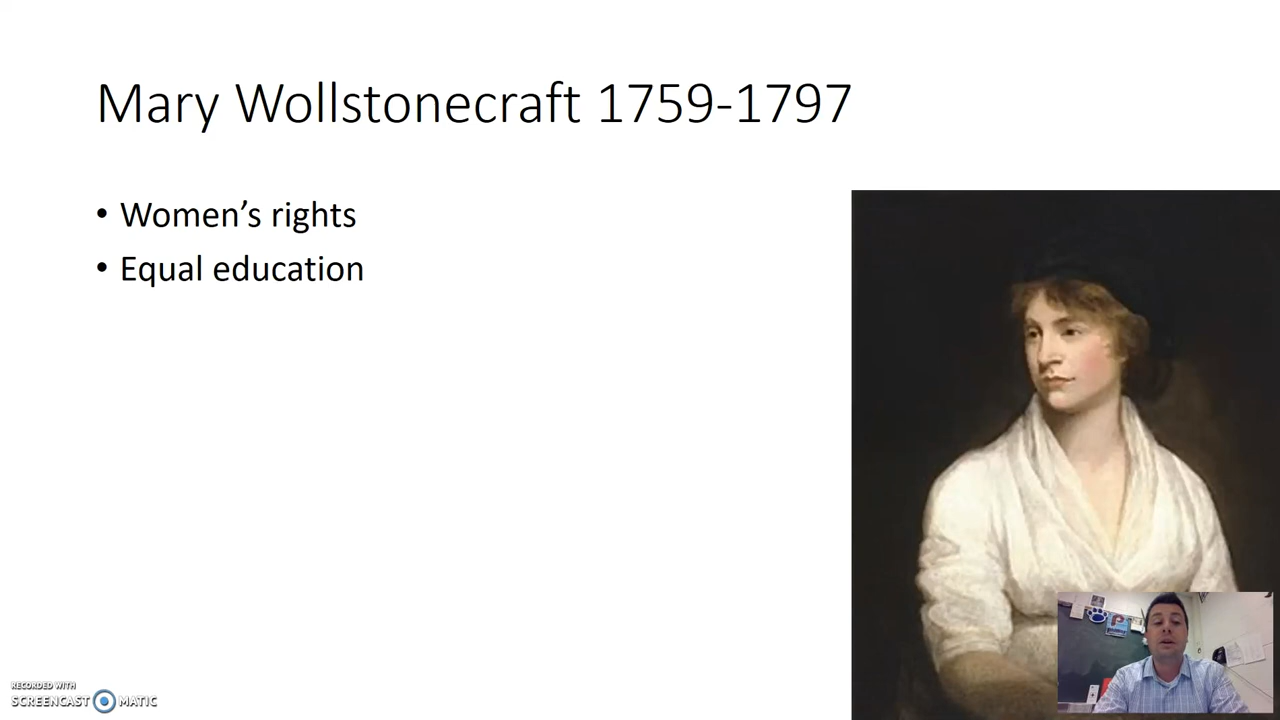 Mary Wollstonecraft 1759-1797
• Women’s rights
• Equal education
RECORDED WITH
SCREENCAST MATIC